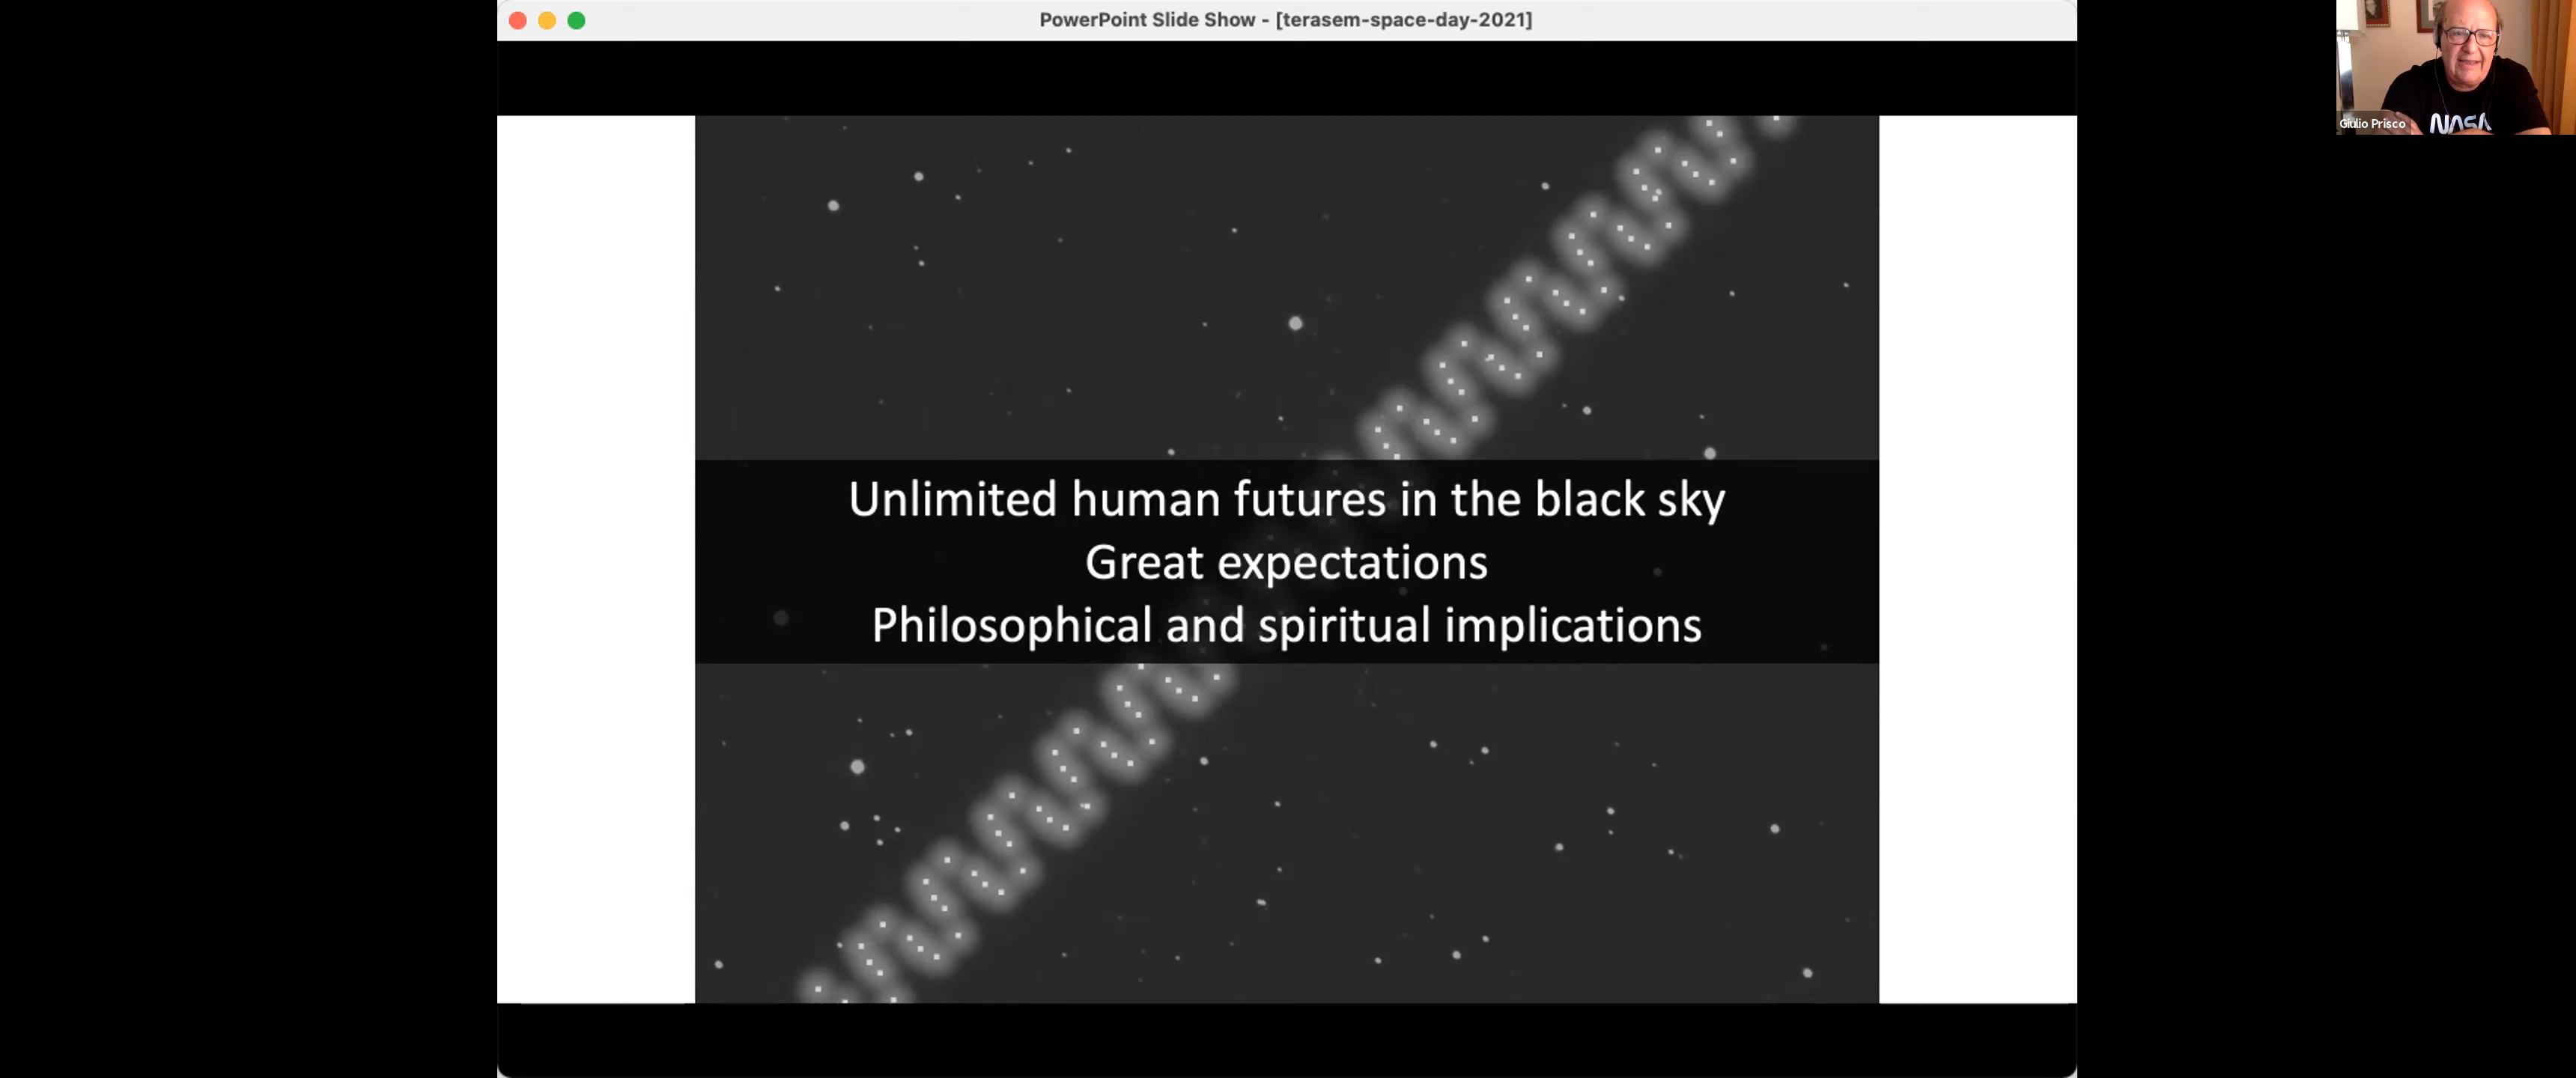 PowerPoint Slide Show - [terasem-space-day-2021]
Giulio Prisco
NASA
Unlimited human futures in the black sky
Great expectations
Philosophical and spiritual implications